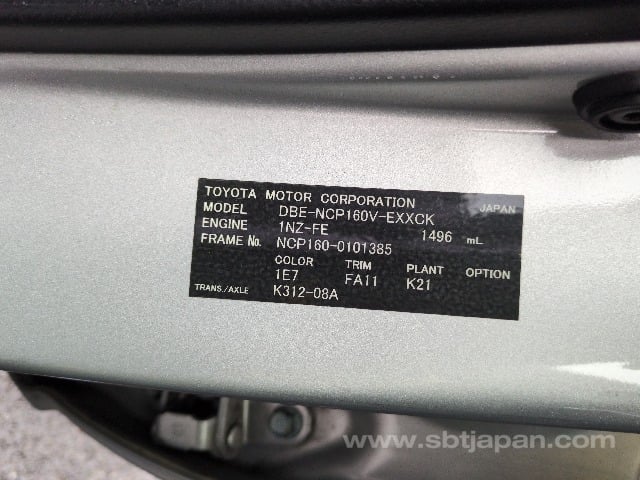 TOYOTA MOTOR CORPORATION JAPAN
MODEL DBE-NCP160V-EXXCK
ENGINE 1NZ-FE 1496 mL
FRAME No. NCP160-0101385
COLOR TRIM PLANT OPTION
1E7 FA11 K21
TRANS./AXLE K312-08A
www.sbtjapan.com